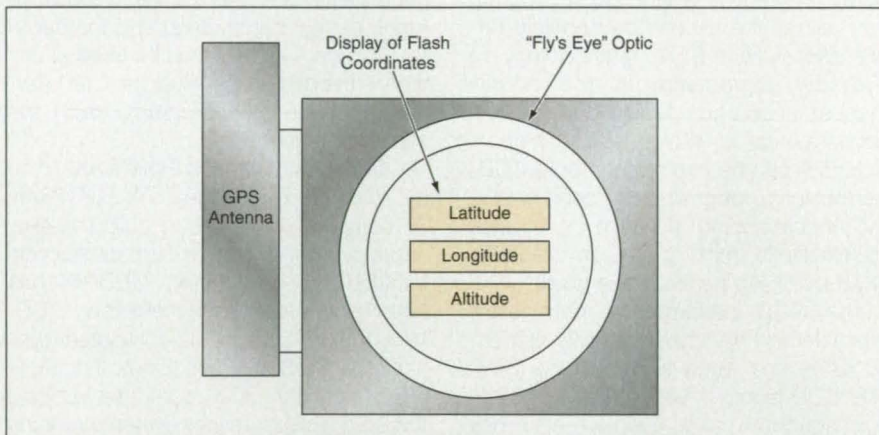 Display of Flash
Coordinates
“Fly's Eye” Optic
GPS
Antenna
Latitude
Longitude
Altitude